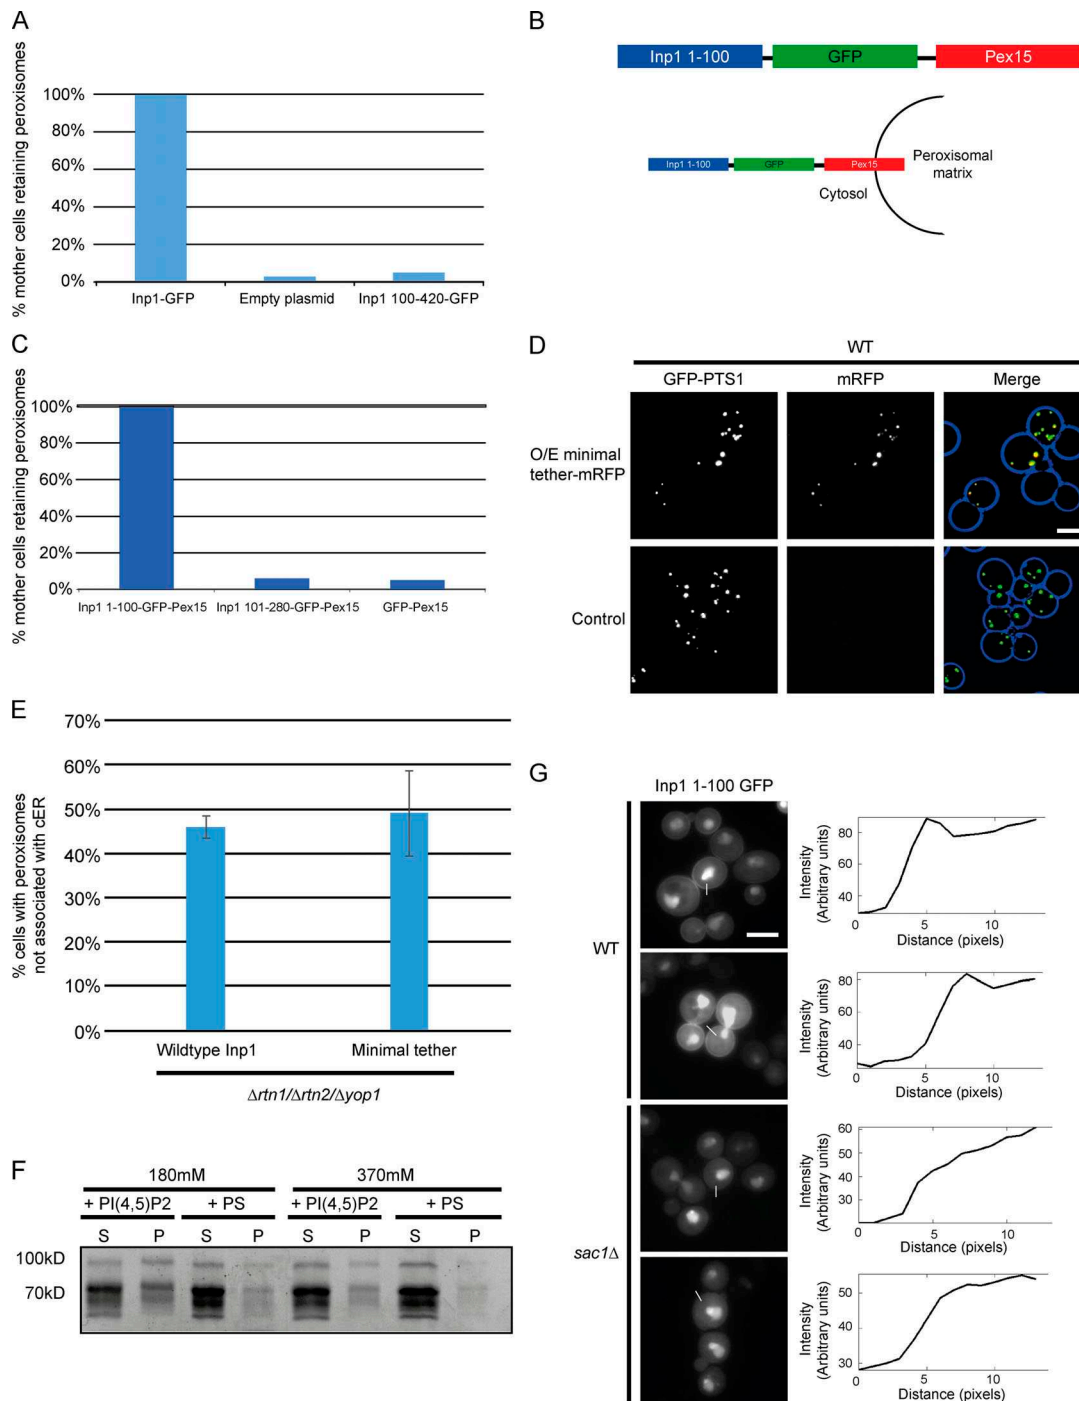 A
% mother cells retaining peroxisomes
100%
80%
60%
40%
20%
0%
Inp1-GFP Empty plasmid Inp1 100-420-GFP
B
Inp1 1-100 GFP Pex15
Inp1 1-100 GFP Pex15
Cytosol
Peroxisomal
matrix
C
% mother cells retaining peroxisomes
100%
80%
60%
40%
20%
0%
Inp1 1-100-GFP-Pex15 Inp1 101-280-GFP-Pex15 GFP-Pex15
D
WT
GFP-PTS1 mRFP Merge
O/E minimal
tether-mRFP
Control
E
% cells with peroxisomes
not associated with cER
70%
60%
50%
40%
30%
20%
10%
0%
Wildtype Inp1 Minimal tether
Δrtn1/Δrtn2/Δyop1
F
180mM 370mM
+ PI(4,5)P2 + PS + PI(4,5)P2 + PS
S P S P S P S P
100kD
70kD
G
Inp1 1-100 GFP
WT
sac1Δ
Intensity
(Arbitrary units)
80
60
40
0 5 10
Distance (pixels)
Intensity
(Arbitrary units)
80
60
40
0 5 10
Distance (pixels)
Intensity
(Arbitrary units)
60
50
40
30
0 5 10
Distance (pixels)
Intensity
(Arbitrary units)
50
40
30
0 5 10
Distance (pixels)